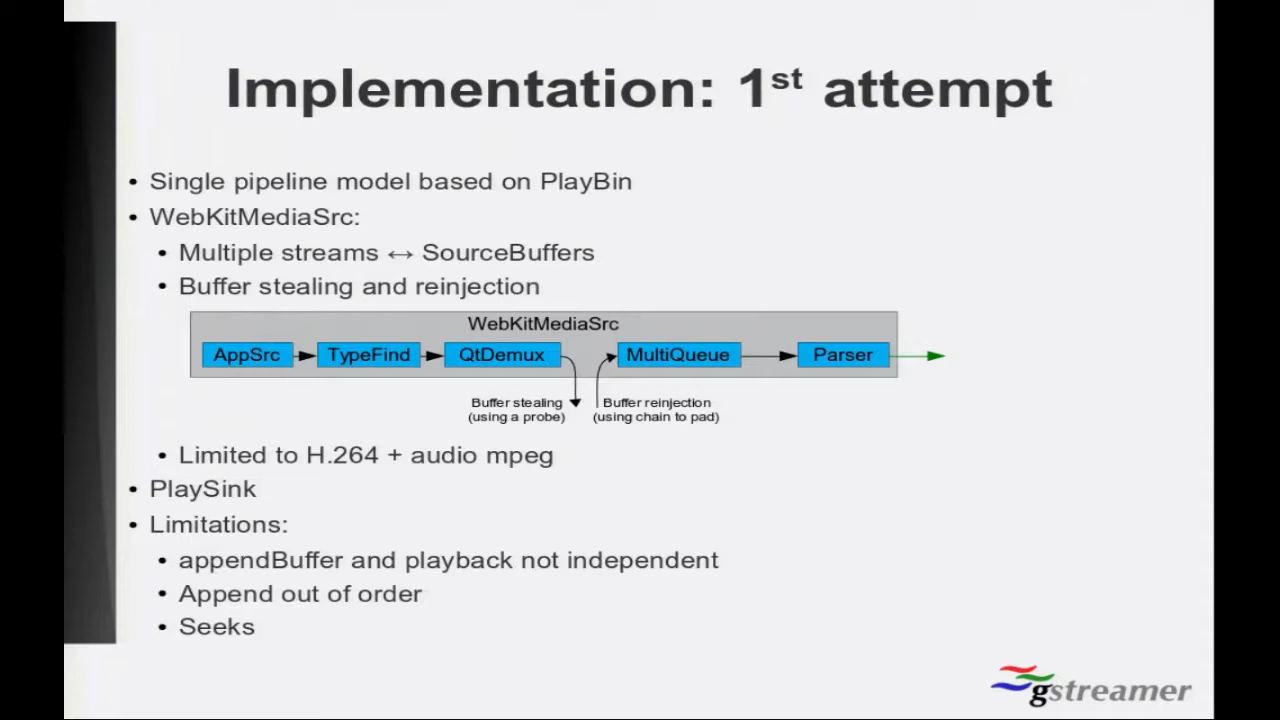 Implementation: 1st attempt
• Single pipeline model based on PlayBin
• WebKitMediaSrc:
• Multiple streams ↔ SourceBuffers
• Buffer stealing and reinjection
WebKitMediaSrc
AppSrc TypeFind QtDemux MultiQueue Parser
Buffer stealing Buffer reinjection
(using a probe) (using chain to pad)
• Limited to H.264 + audio mpeg
• PlaySink
• Limitations:
• appendBuffer and playback not independent
• Append out of order
• Seeks
gstreamer